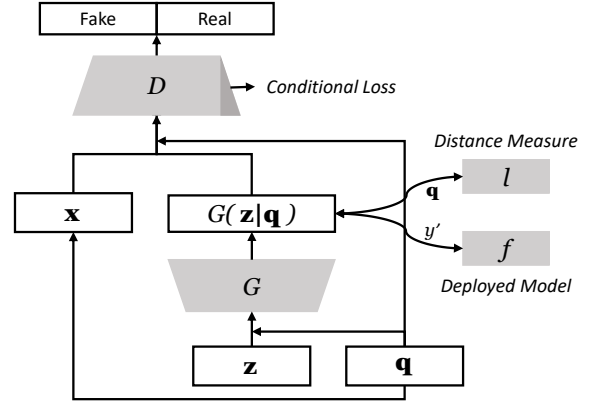 Fake Real
D
Conditional Loss
Distance Measure
l
q
x
G( z|q )
y'
f
Deployed Model
G
z
q